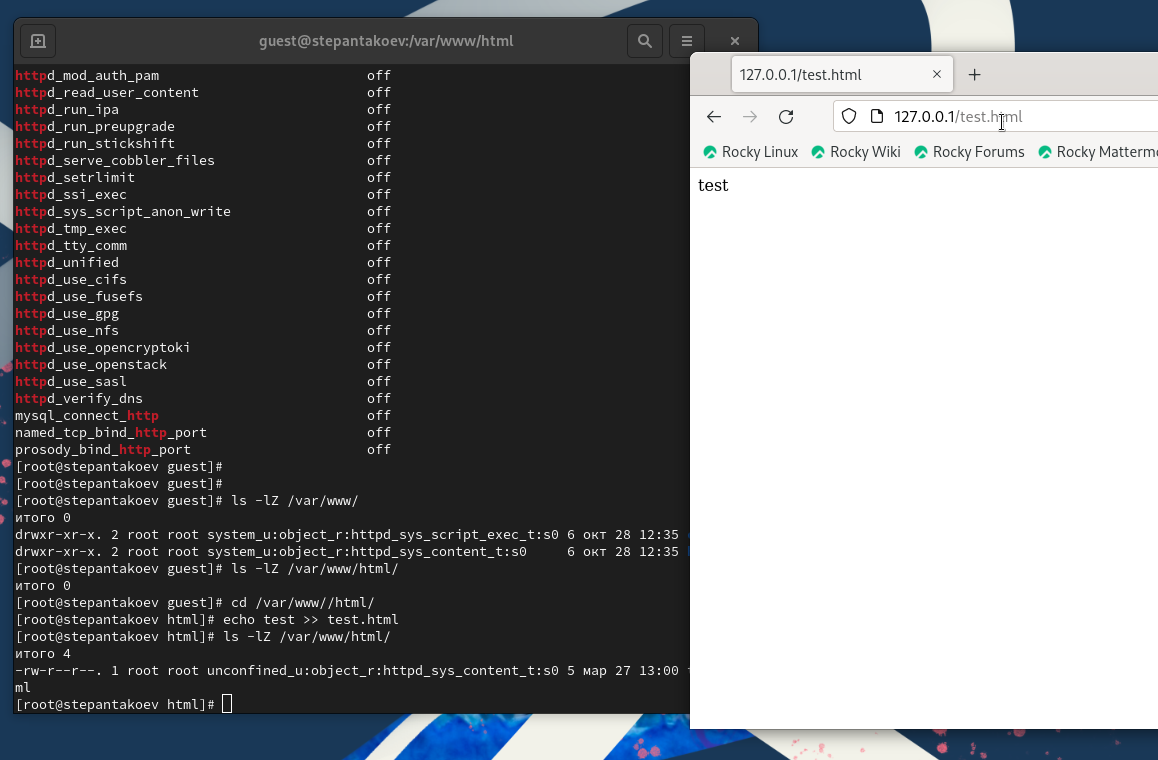 guest@stepantakoev:/var/www/html
httpd_mod_auth_pam off
httpd_read_user_content off
httpd_run_ipa off
httpd_run_preupgrade off
httpd_run_stickshift off
httpd_serve_cobbler_files off
httpd_setrlimit off
httpd_ssi_exec off
httpd_sys_script_anon_write off
httpd_tmp_exec off
httpd_tty_comm off
httpd_unified off
httpd_use_cifs off
httpd_use_fusefs off
httpd_use_gpg off
httpd_use_nfs off
httpd_use_opencryptoki off
httpd_use_openstack off
httpd_use_sasl off
httpd_verify_dns off
mysql_connect_http off
named_tcp_bind_http_port off
prosody_bind_http_port off
[root@stepantakoev guest]#
[root@stepantakoev guest]#
[root@stepantakoev guest]# ls -lZ /var/www/
итого 0
drwxr-xr-x. 2 root root system_u:object_r:httpd_sys_script_exec_t:s0 6 окт 28 12:35
drwxr-xr-x. 2 root root system_u:object_r:httpd_sys_content_t:s0 6 окт 28 12:35
[root@stepantakoev guest]# ls -lZ /var/www/html/
итого 0
[root@stepantakoev guest]# cd /var/www//html/
[root@stepantakoev html]# echo test >> test.html
[root@stepantakoev html]# ls -lZ /var/www/html/
итого 4
-rw-r--r--. 1 root root unconfined_u:object_r:httpd_sys_content_t:s0 5 мар 27 13:00
ml
[root@stepantakoev html]#
127.0.0.1/test.html
127.0.0.1/test.html
Rocky Linux Rocky Wiki Rocky Forums Rocky Matterm
test